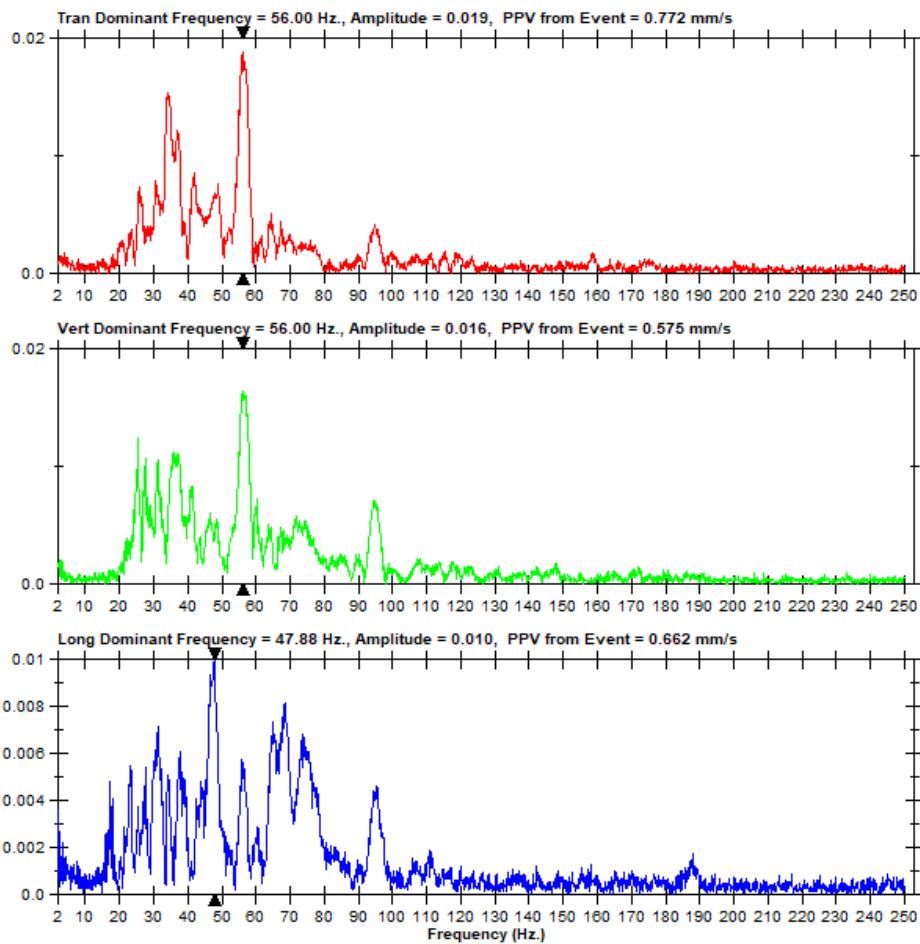 Tran Dominant Frequency = 56.00 Hz., Amplitude = 0.019, PPV from Event = 0.772 mm/s
0.02
0.0
2 10 20 30 40 50 60 70 80 90 100 110 120 130 140 150 160 170 180 190 200 210 220 230 240 250
Vert Dominant Frequency = 56.00 Hz., Amplitude = 0.016, PPV from Event = 0.575 mm/s
0.02
0.0
2 10 20 30 40 50 60 70 80 90 100 110 120 130 140 150 160 170 180 190 200 210 220 230 240 250
Long Dominant Frequency = 47.88 Hz., Amplitude = 0.010, PPV from Event = 0.662 mm/s
0.01
0.008
0.006
0.004
0.002
0.0
2 10 20 30 40 50 60 70 80 90 100 110 120 130 140 150 160 170 180 190 200 210 220 230 240 250
Frequency (Hz.)